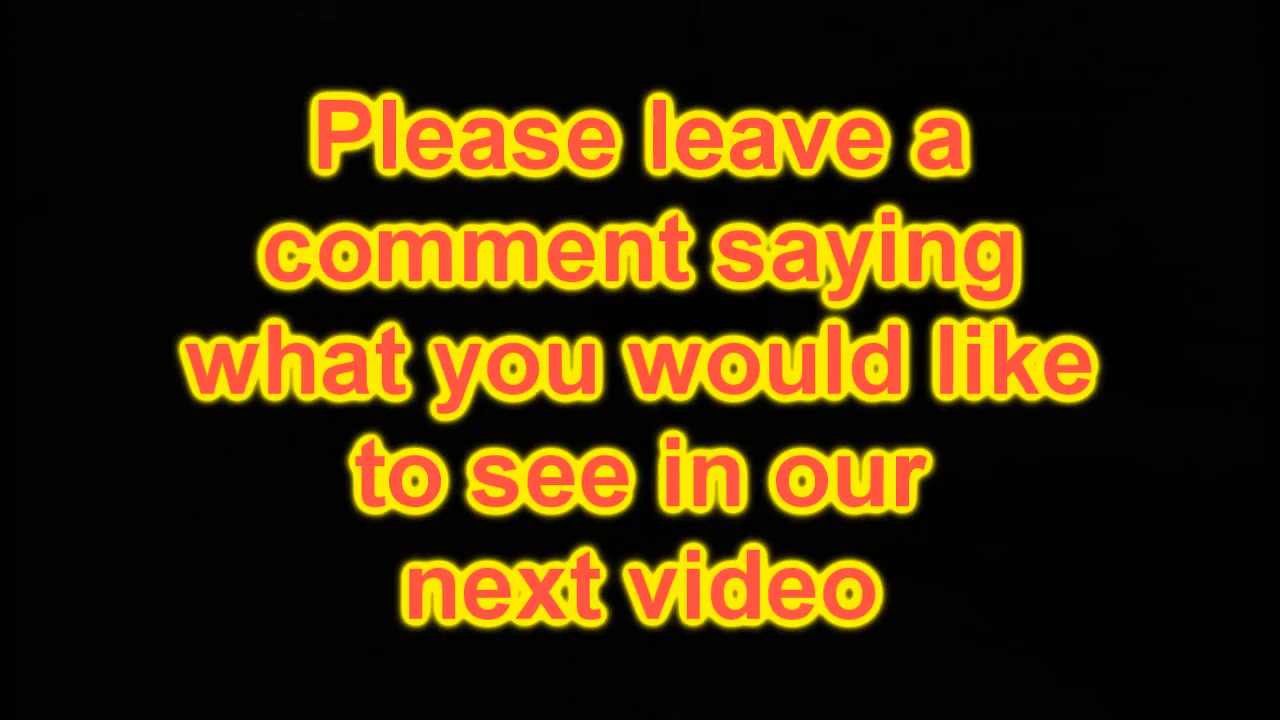 Please leave a
comment saying
what you would like
to see in our
next video